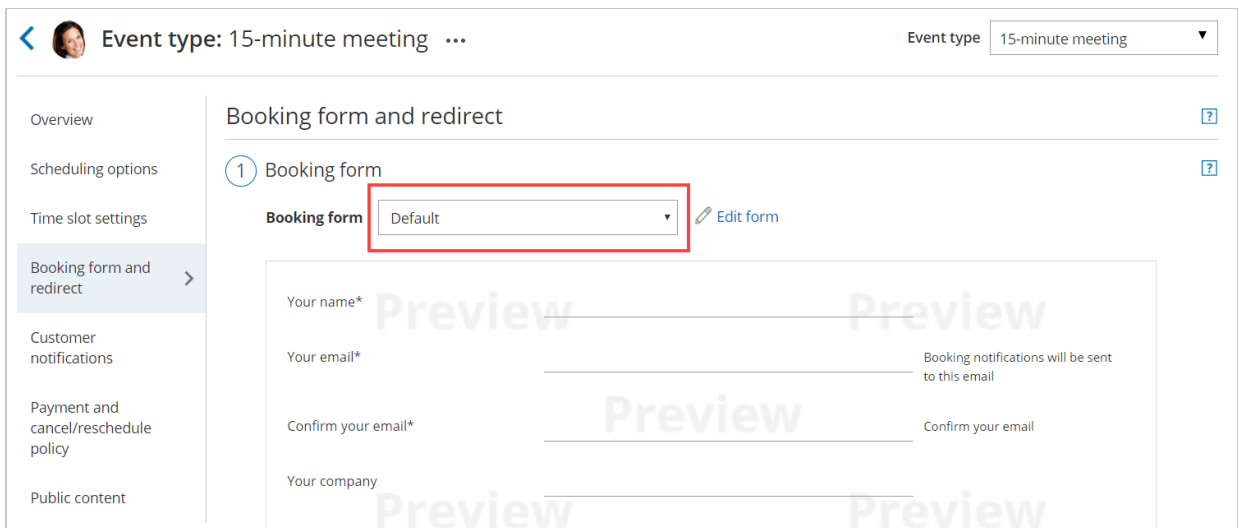 Event type: 15-minute meeting ...
Event type 15-minute meeting
Overview
Scheduling options
Time slot settings
Booking form and
redirect
Customer
notifications
Payment and
cancel/reschedule
policy
Public content
Booking form and redirect ?
1 Booking form ?
Booking form Default Edit form
Preview Preview
Your name*
Your email* Booking notifications will be sent
to this email
Preview
Confirm your email* Confirm your email
Your company
Preview Preview